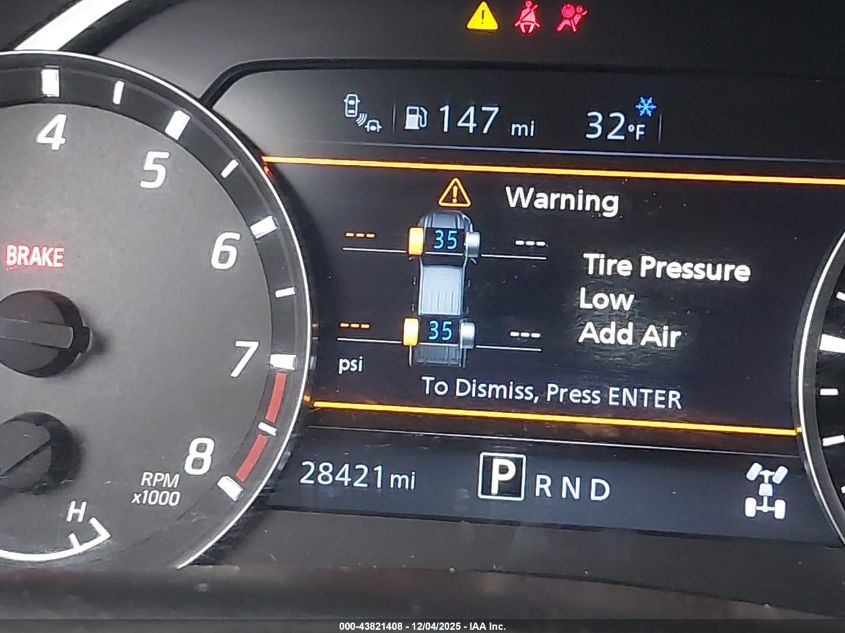 147 mi 32°F
4
5
6
7
8
BRAKE
RPM
x1000
H
Warning
--- 35 ---
--- 35 ---
psi
Tire Pressure
Low
Add Air
To Dismiss, Press ENTER
28421 mi P R N D
000-43821408 - 12/04/2025 - IAA Inc.